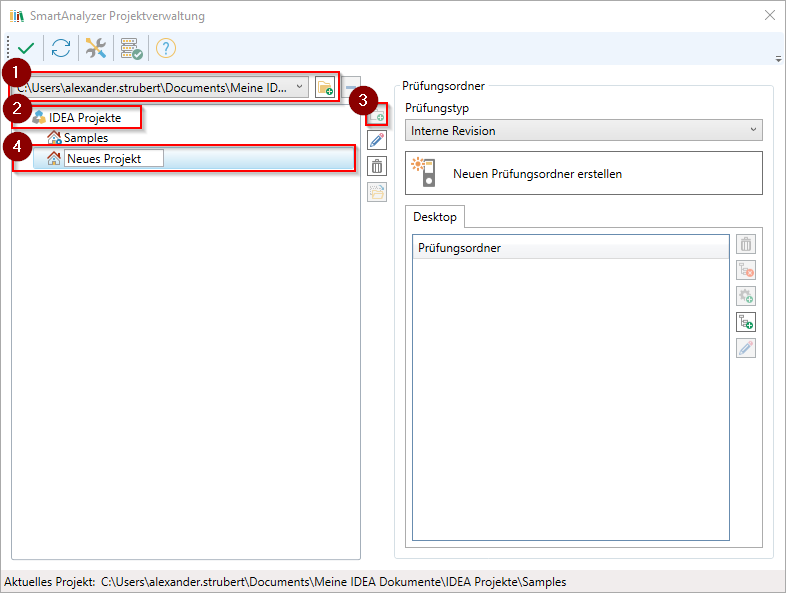 SmartAnalyzer Projektverwaltung
?
1
C:\Users\alexander.strubert\Documents\Meine ID...
2
IDEA Projekte
Samples
3
4
Neues Projekt
Prüfungsordner
Prüfungstyp
Interne Revision
Neuen Prüfungsordner erstellen
Desktop
Prüfungsordner
Aktuelles Projekt: C:\Users\alexander.strubert\Documents\Meine IDEA Dokumente\IDEA Projekte\Samples